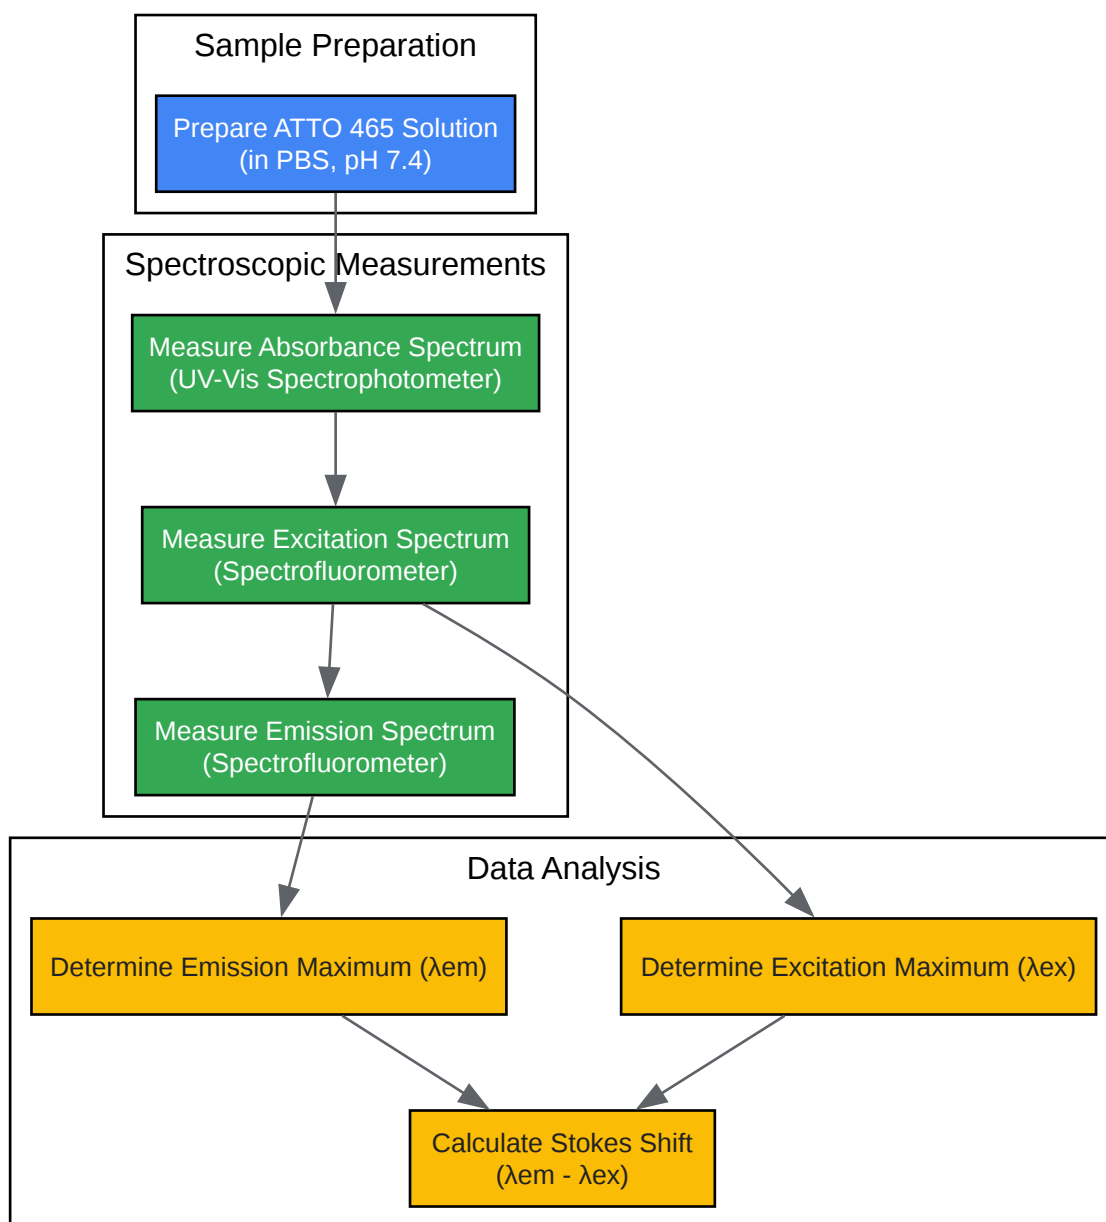 Sample Preparation
Prepare ATTO 465 Solution
(in PBS, pH 7.4)
Spectroscopic Measurements
Measure Absorbance Spectrum
(UV-Vis Spectrophotometer)
Measure Excitation Spectrum
(Spectrofluorometer)
Measure Emission Spectrum
(Spectrofluorometer)
Data Analysis
Determine Emission Maximum (λem)
Determine Excitation Maximum (λex)
Calculate Stokes Shift
(λem - λex)